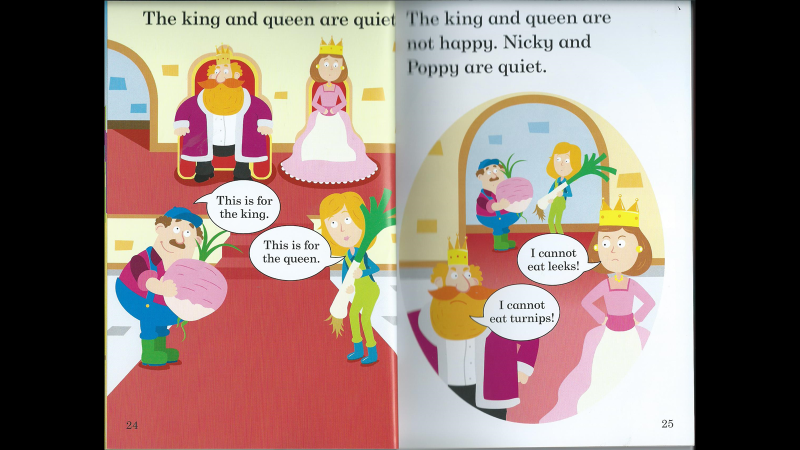 The king and queen are quiet
This is for
the king.
This is for
the queen.
24
The king and queen are
not happy. Nicky and
Poppy are quiet.
I cannot
eat leeks!
I cannot
eat turnips!
25